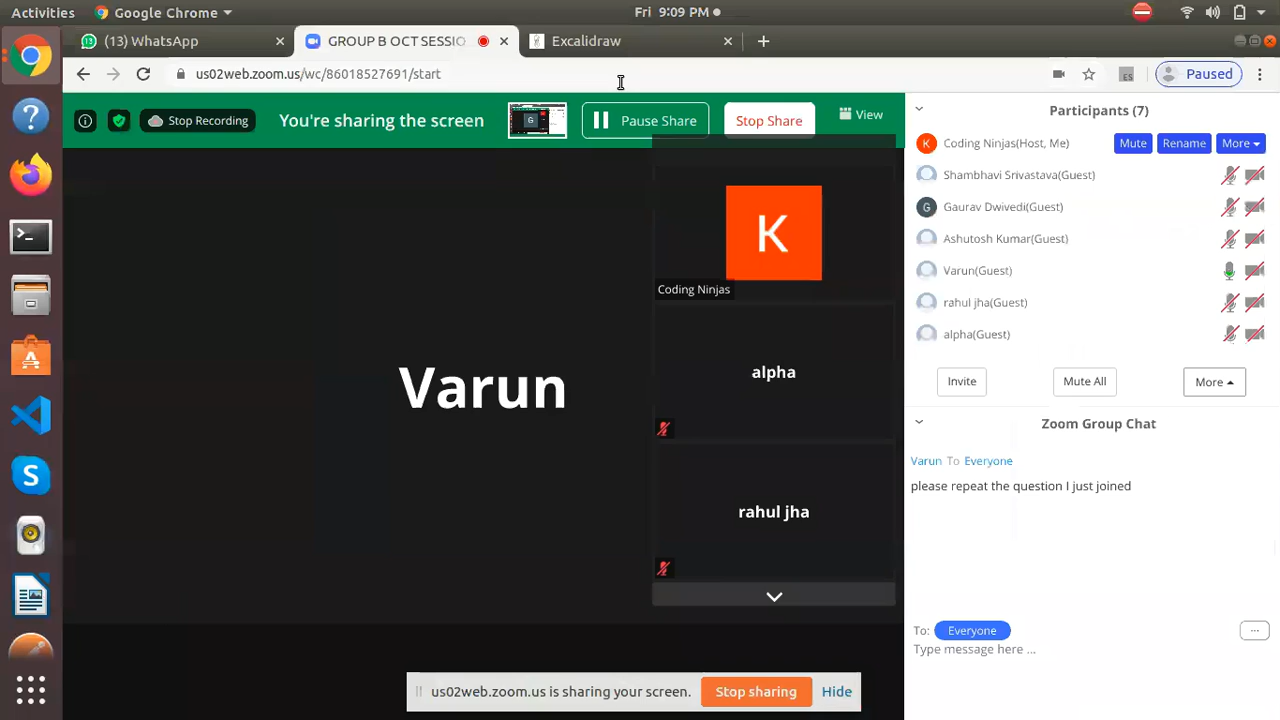 Activities Google Chrome Fri 9:09 PM
(13) WhatsApp GROUP B OCT SESSIO Excalidraw
us02web.zoom.us/wc/86018527691/start ES Paused
Stop Recording You're sharing the screen G Pause Share Stop Share View
Participants (7)
K Coding Ninjas(Host, Me) Mute Rename More
Shambhavi Srivastava(Guest)
G Gaurav Dwivedi(Guest)
Ashutosh Kumar(Guest)
Varun(Guest)
rahul jha(Guest)
alpha(Guest)
Invite Mute All More
K
Coding Ninjas
alpha
Varun
rahul jha
Zoom Group Chat
Varun To Everyone
please repeat the question I just joined
To: Everyone ...
Type message here ...
us02web.zoom.us is sharing your screen. Stop sharing Hide